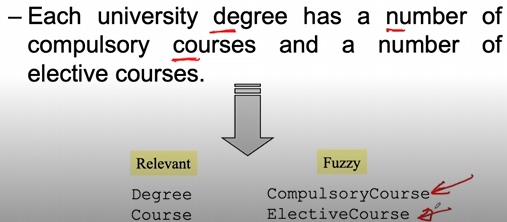 – Each university degree has a number of
compulsory courses and a number of
elective courses.
Relevant Fuzzy
Degree CompulsoryCourse
Course ElectiveCourse